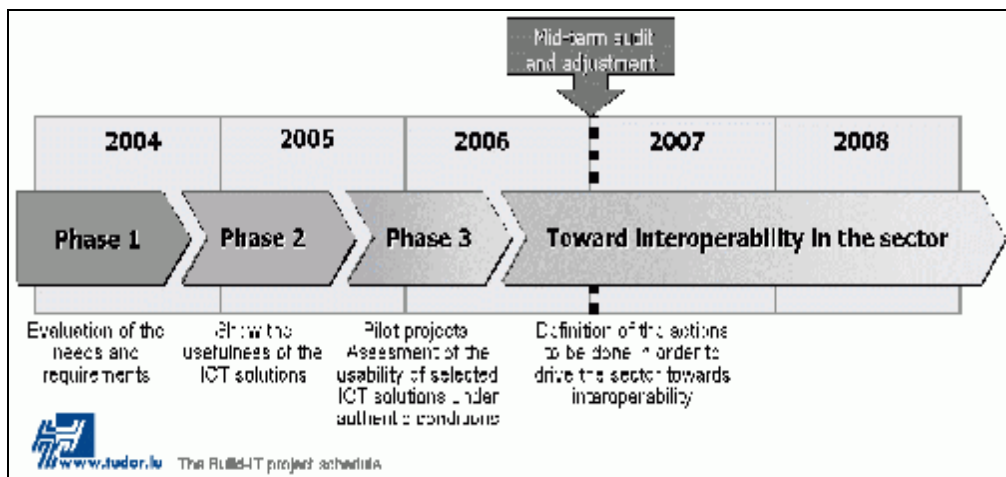 Mid-term audit
and adjustment
2004 2005 2006 2007 2008
Phase 1 Phase 2 Phase 3 Toward interoperability in the sector
Evaluation of the
needs and
requirements
Show the
usefulness of the
ICT solutions
Pilot projects
Assesment of the
usability of selected
ICT solutions under
authentic conditions
Definition of the actions
to be done in order to
drive the sector towards
interoperability
www.tudor.lu The Build-IT project schedule